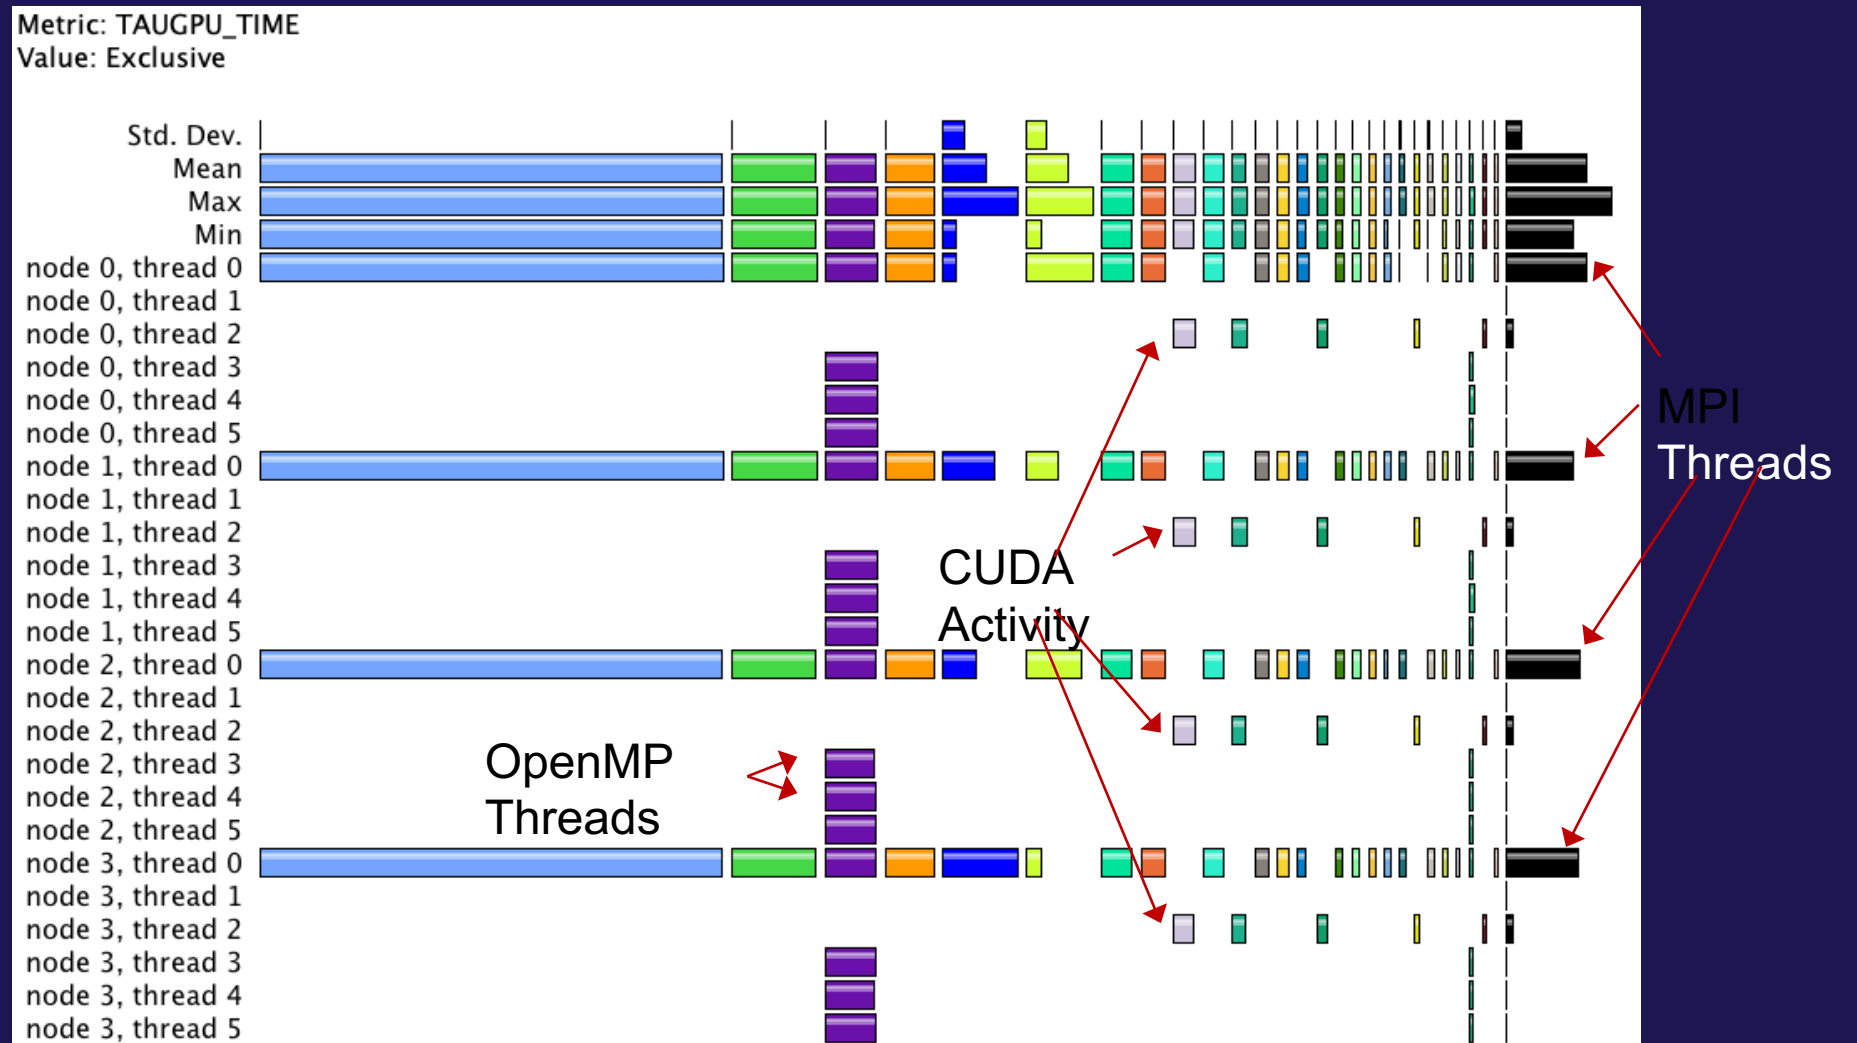 Metric: TAUGPU_TIME
Value: Exclusive
Std. Dev.
Mean
Max
Min
node 0, thread 0
node 0, thread 1
node 0, thread 2
node 0, thread 3
node 0, thread 4
node 0, thread 5
node 1, thread 0
node 1, thread 1
node 1, thread 2
node 1, thread 3
node 1, thread 4
node 1, thread 5
node 2, thread 0
node 2, thread 1
node 2, thread 2
node 2, thread 3
node 2, thread 4
node 2, thread 5
node 3, thread 0
node 3, thread 1
node 3, thread 2
node 3, thread 3
node 3, thread 4
node 3, thread 5
OpenMP
Threads
CUDA
Activity
MPI
Threads